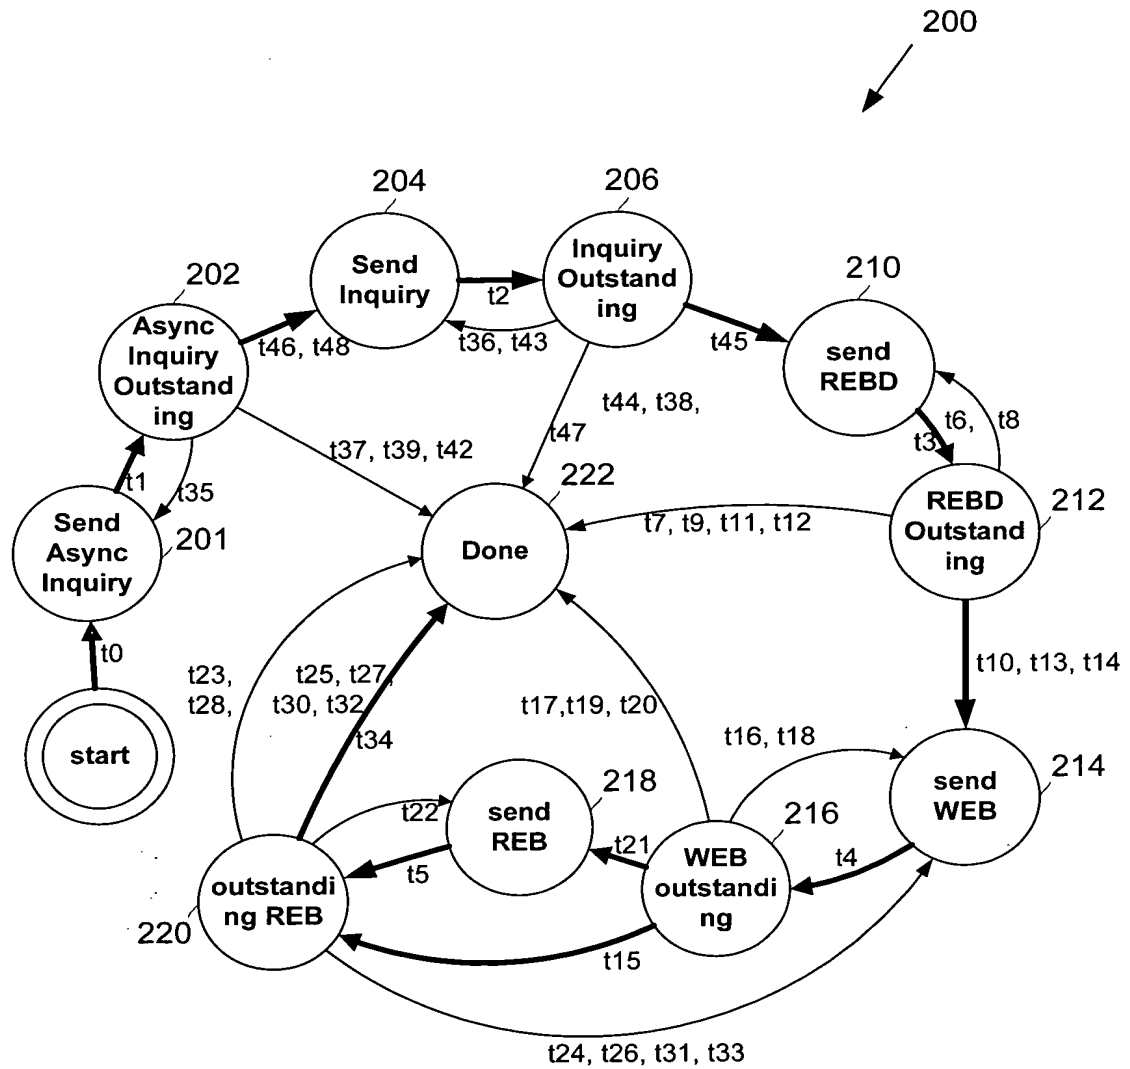 200
204
206
202
210
Send
Inquiry
Inquiry
Outstand
ing
t2
Async
Inquiry
Outstand
ing
t46, t48
t36, t43
t45
send
REBD
t44, t38,
t47
t6,
t8
t3
t37, t39, t42
t1
t35
222
Send
Async
Inquiry
201
Done
t7, t9, t11, t12
REBD
Outstand
ing
212
t0
start
t23,
t28,
t25, t27,
t30, t32,
t34
t17,t19, t20
t10, t13, t14
t16, t18
218
send
REB
t22
t5
t21
216
WEB
outstandi
ng
send
WEB
214
t4
outstandi
ng REB
220
t15
t24, t26, t31, t33